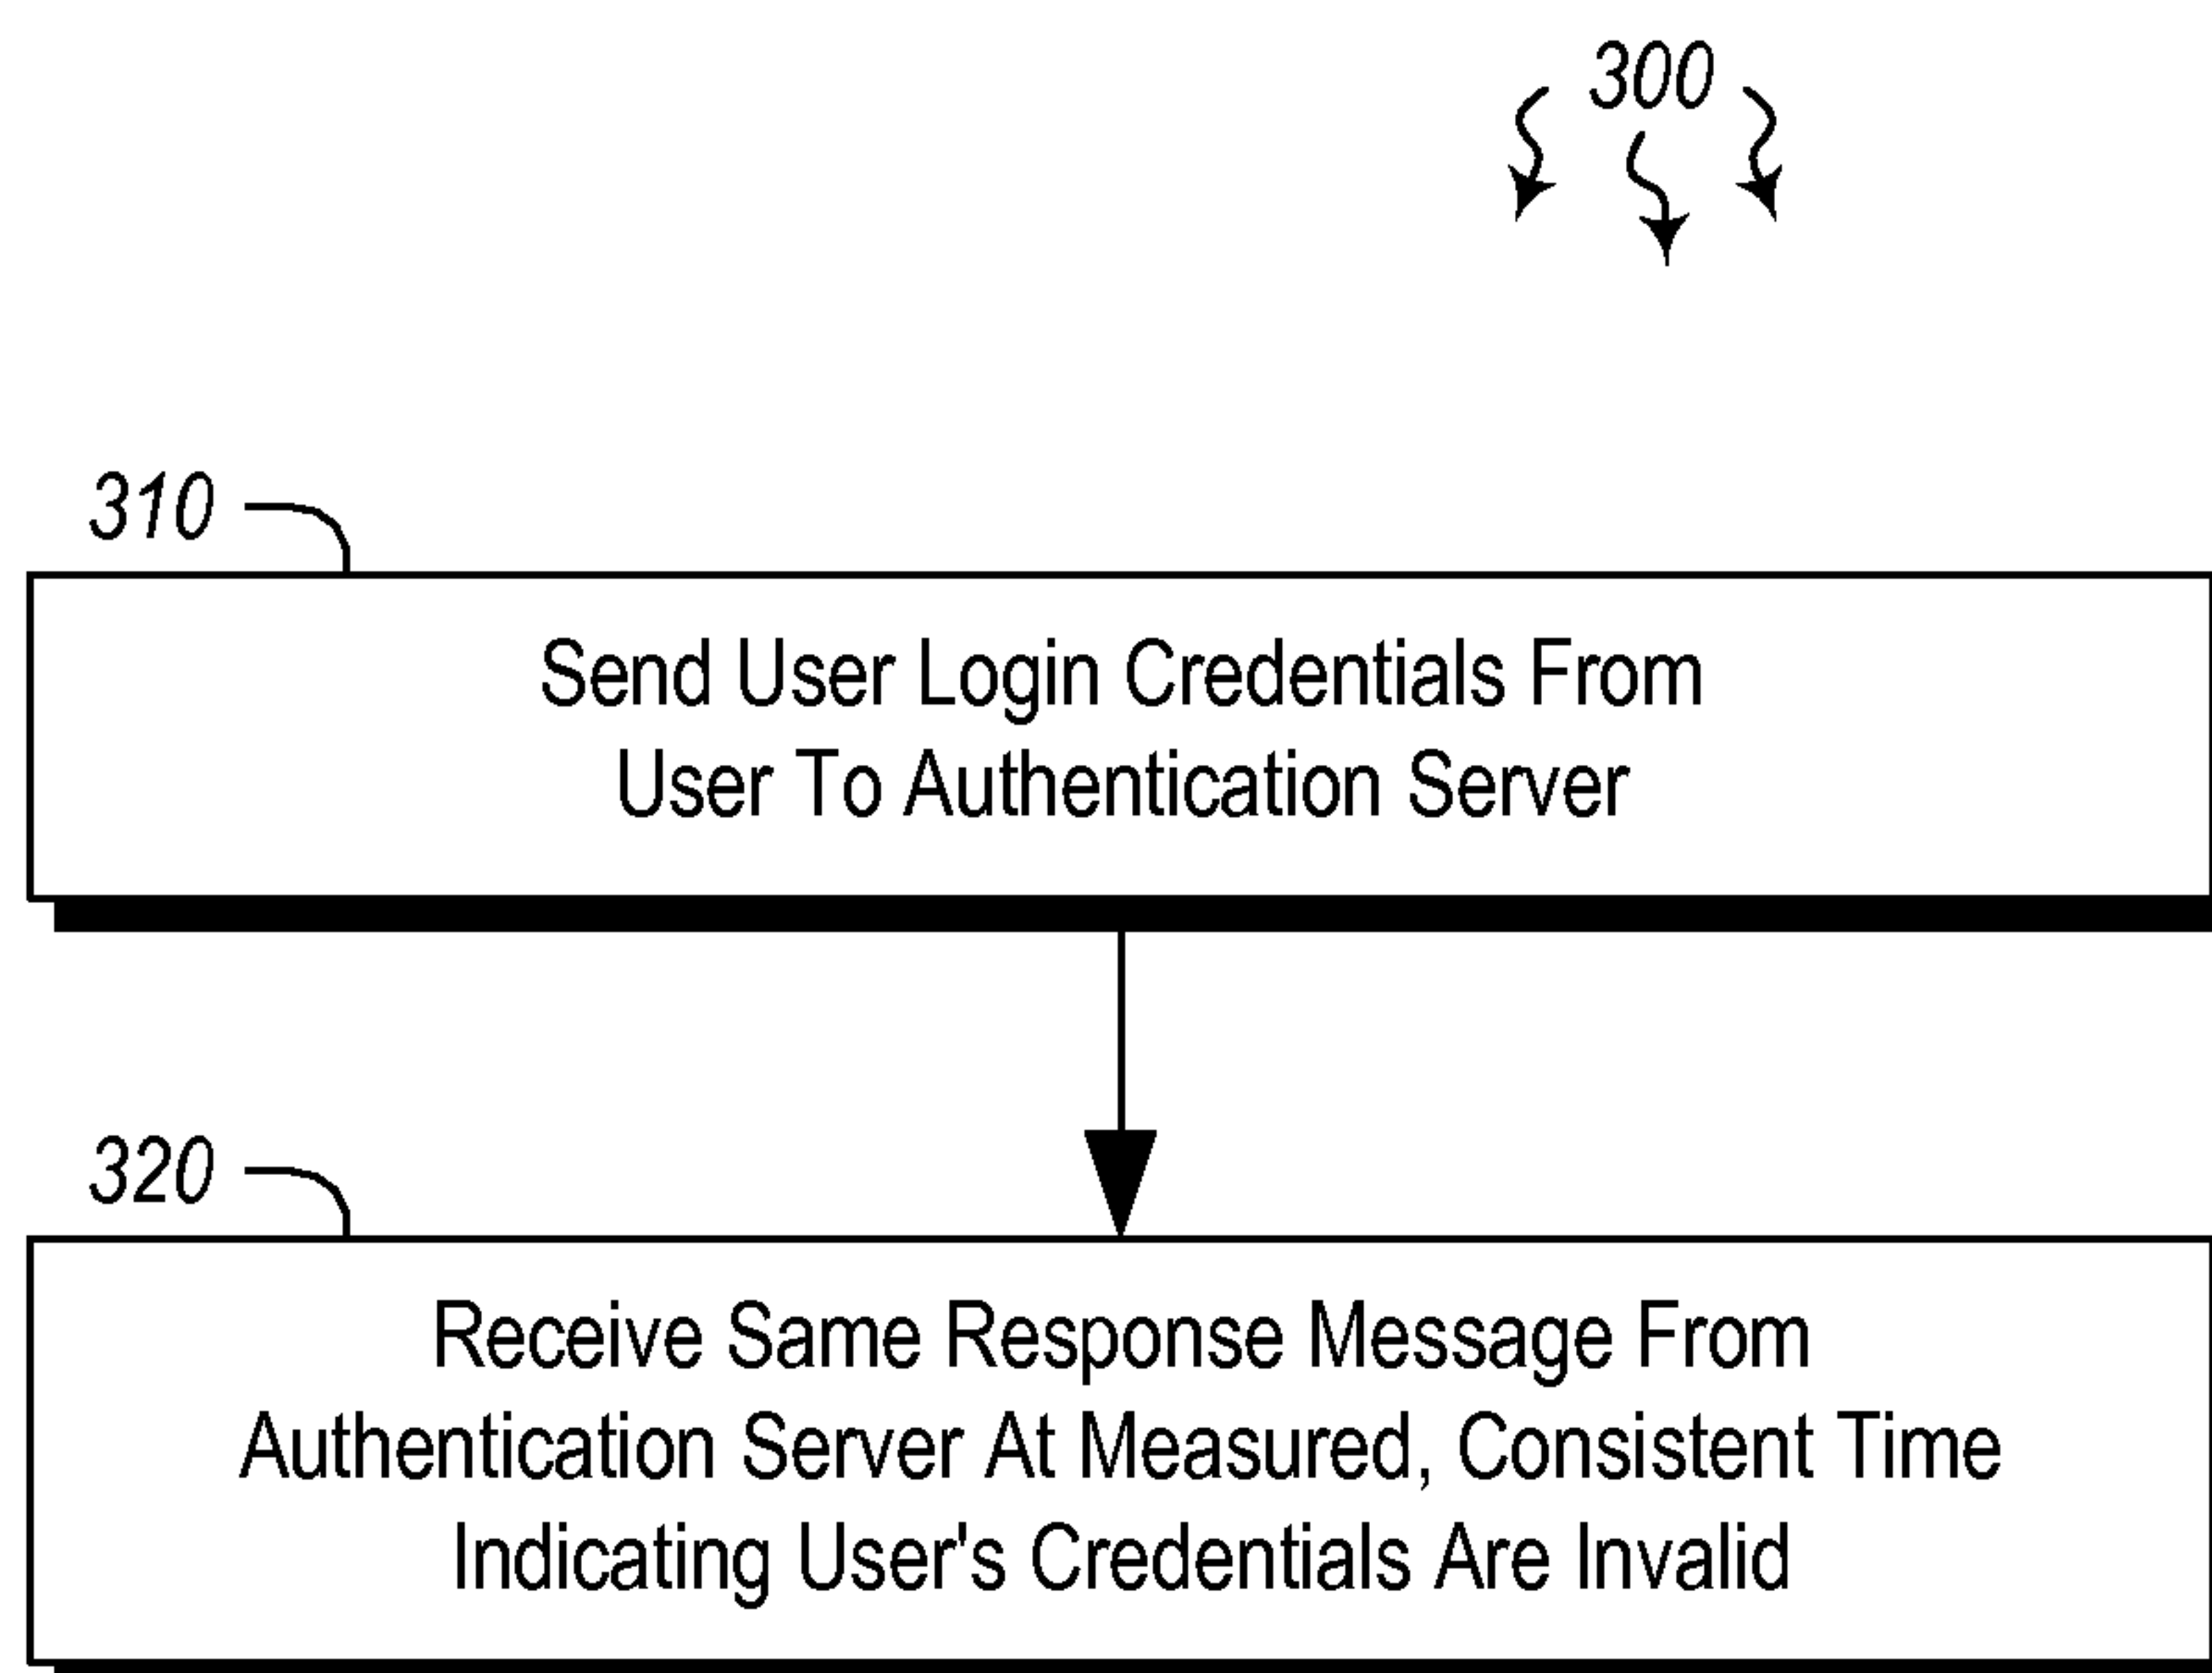 300
310
Send User Login Credentials From
User To Authentication Server
320
Receive Same Response Message From
Authentication Server At Measured, Consistent Time
Indicating User's Credentials Are Invalid